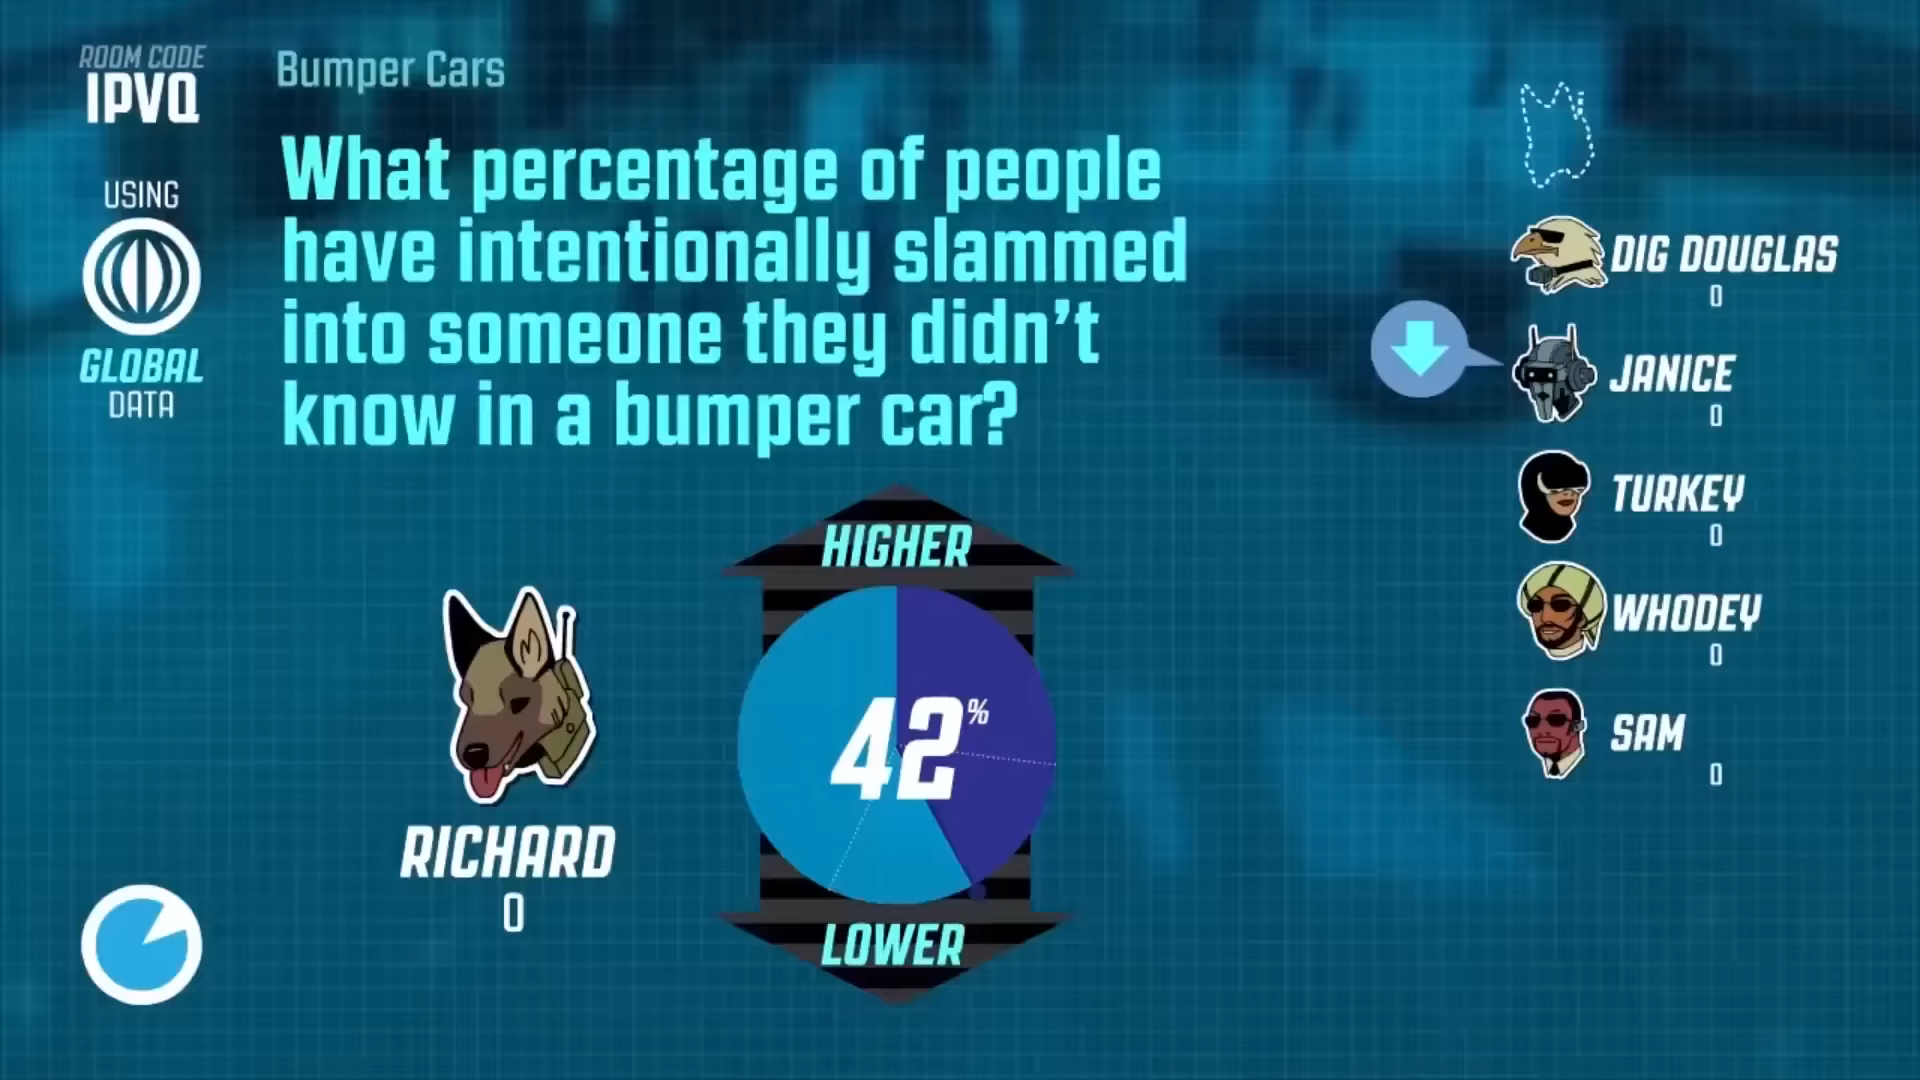 ROOM CODE
IPVQ
USING
GLOBAL
DATA
Bumper Cars
What percentage of people
have intentionally slammed
into someone they didn’t
know in a bumper car?
HIGHER
42%
LOWER
RICHARD
0
DIG DOUGLAS
0
JANICE
0
TURKEY
0
WHODEY
0
SAM
0